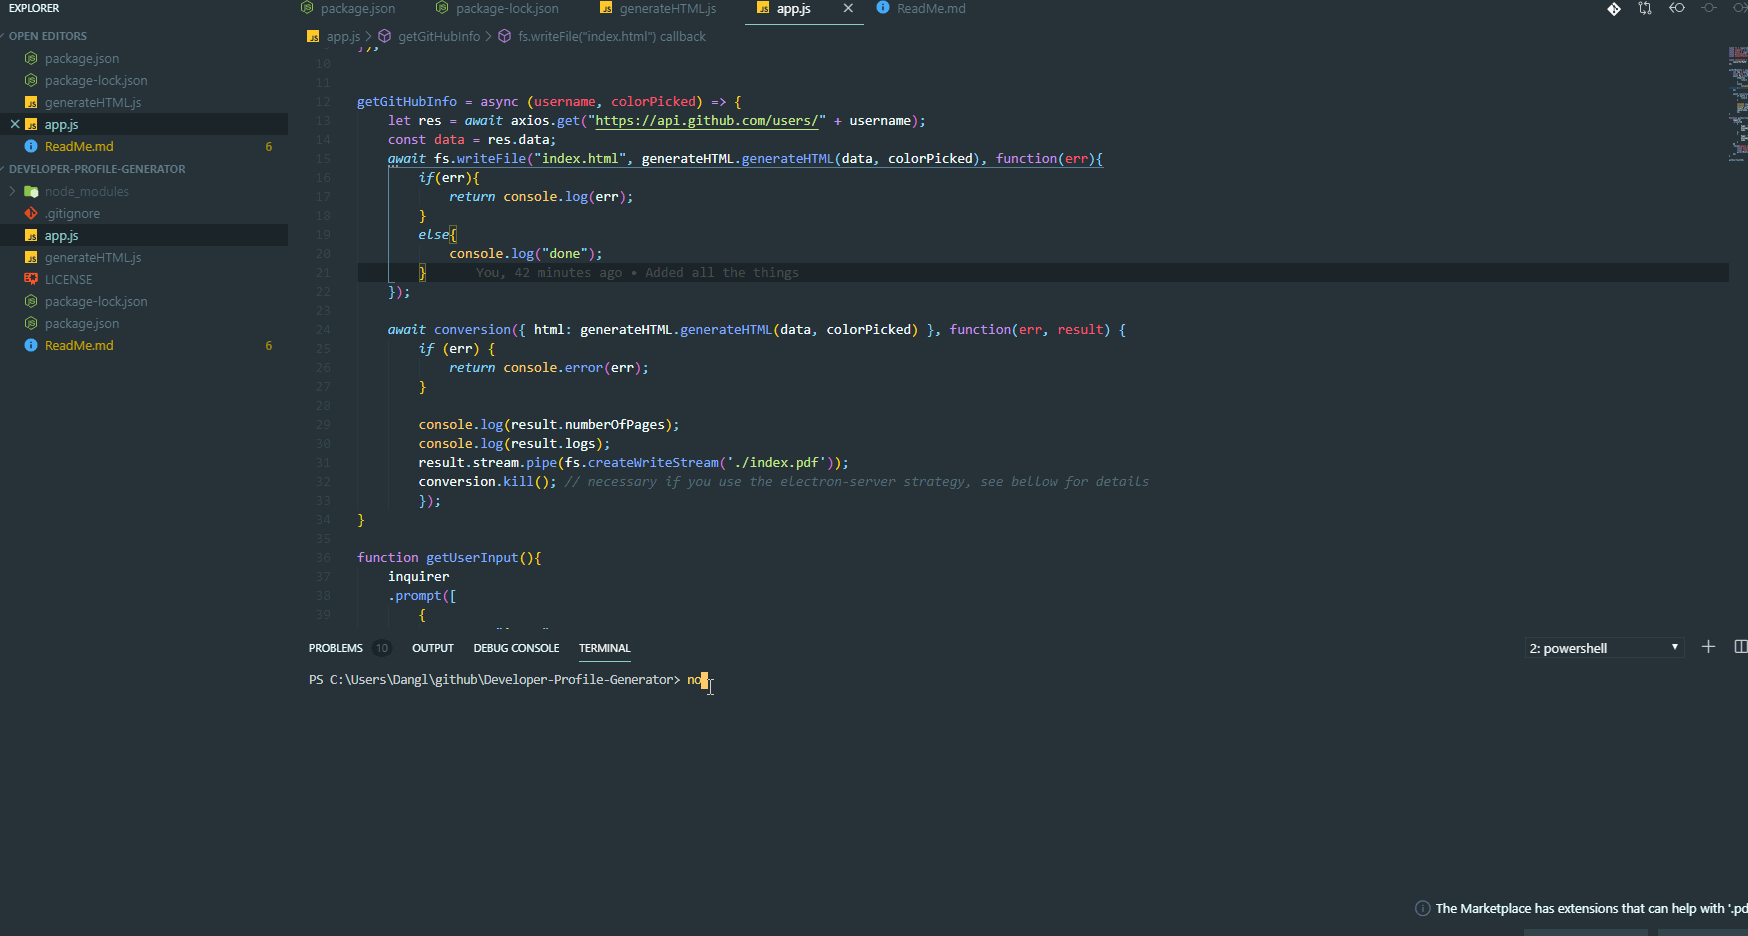 EXPLORER
OPEN EDITORS
package.json
package-lock.json
generateHTML.js
app.js
ReadMe.md 6
DEVELOPER-PROFILE-GENERATOR
node_modules
.gitignore
app.js
generateHTML.js
LICENSE
package-lock.json
package.json
ReadMe.md 6
package.json package-lock.json generateHTML.js app.js ReadMe.md
app.js > getGitHubInfo > fs.writeFile("index.html") callback
});
10
11
12 getGitHubInfo = async (username, colorPicked) => {
13 let res = await axios.get("https://api.github.com/users/" + username);
14 const data = res.data;
15 await fs.writeFile("index.html", generateHTML.generateHTML(data, colorPicked), function(err){
16 if(err){
17 return console.log(err);
18 }
19 else{
20 console.log("done");
21 } You, 42 minutes ago • Added all the things
22 });
23
24 await conversion({ html: generateHTML.generateHTML(data, colorPicked) }, function(err, result) {
25 if (err) {
26 return console.error(err);
27 }
28
29 console.log(result.numberOfPages);
30 console.log(result.logs);
31 result.stream.pipe(fs.createWriteStream('./index.pdf'));
32 conversion.kill(); // necessary if you use the electron-server strategy, see bellow for details
33 });
34 }
35
36 function getUserInput(){
37 inquirer
38 .prompt([
39 {
PROBLEMS 10 OUTPUT DEBUG CONSOLE TERMINAL 2: powershell
PS C:\Users\Dangl\github\Developer-Profile-Generator> no
The Marketplace has extensions that can help with '.pd